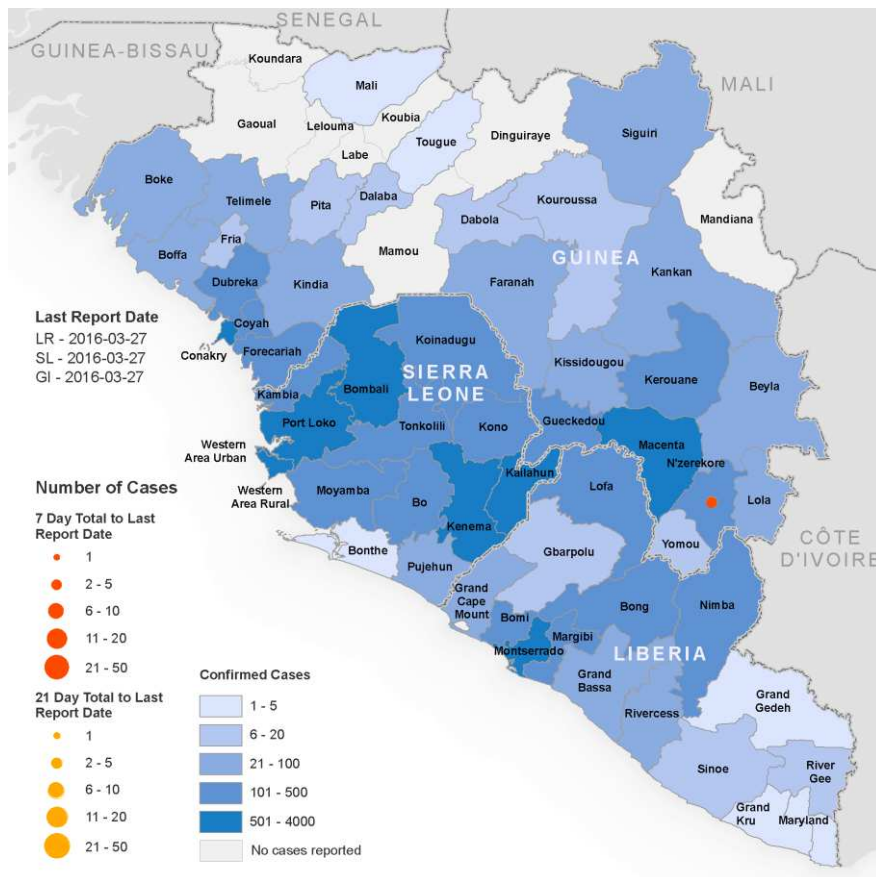 SENEGAL
GUINEA-BISSAU
Koundara
Mali
MALI
Gaoual
Lelouma
Koubia
Labe
Tougue
Dinguiraye
Siguiri
Boke
Telimele
Pita
Dalaba
Kouroussa
Dabola
Mandiana
Fria
Mamou
Boffa
GUINEA
Kankan
Dubreka
Kindia
Faranah
Coyah
Last Report Date
LR - 2016-03-27
SL - 2016-03-27
GI - 2016-03-27
Conakry
Forecariah
Koinadugu
Kissidougou
Kerouane
Beyla
SIERRA
LEONE
Bombali
Kambia
Port Loko
Tonkolili
Kono
Gueckedou
Macenta
N'zerekore
Western
Area Urban
Kailahun
Lofa
Lola
Western
Area Rural
Moyamba
Bo
Kenema
Yomou
CÔTE
D'IVOIRE
Bonthe
Pujehun
Gbarpolu
Grand
Cape
Mount
Bomi
Bong
Nimba
Margibi
Montserrado
LIBERIA
Grand
Bassa
Rivercess
Grand
Gedeh
Sinoe
River
Gee
Grand
Kru
Maryland
Number of Cases
7 Day Total to Last
Report Date
1
2 - 5
6 - 10
11 - 20
21 - 50
21 Day Total to Last
Report Date
1
2 - 5
6 - 10
11 - 20
21 - 50
Confirmed Cases
1 - 5
6 - 20
21 - 100
101 - 500
501 - 4000
No cases reported